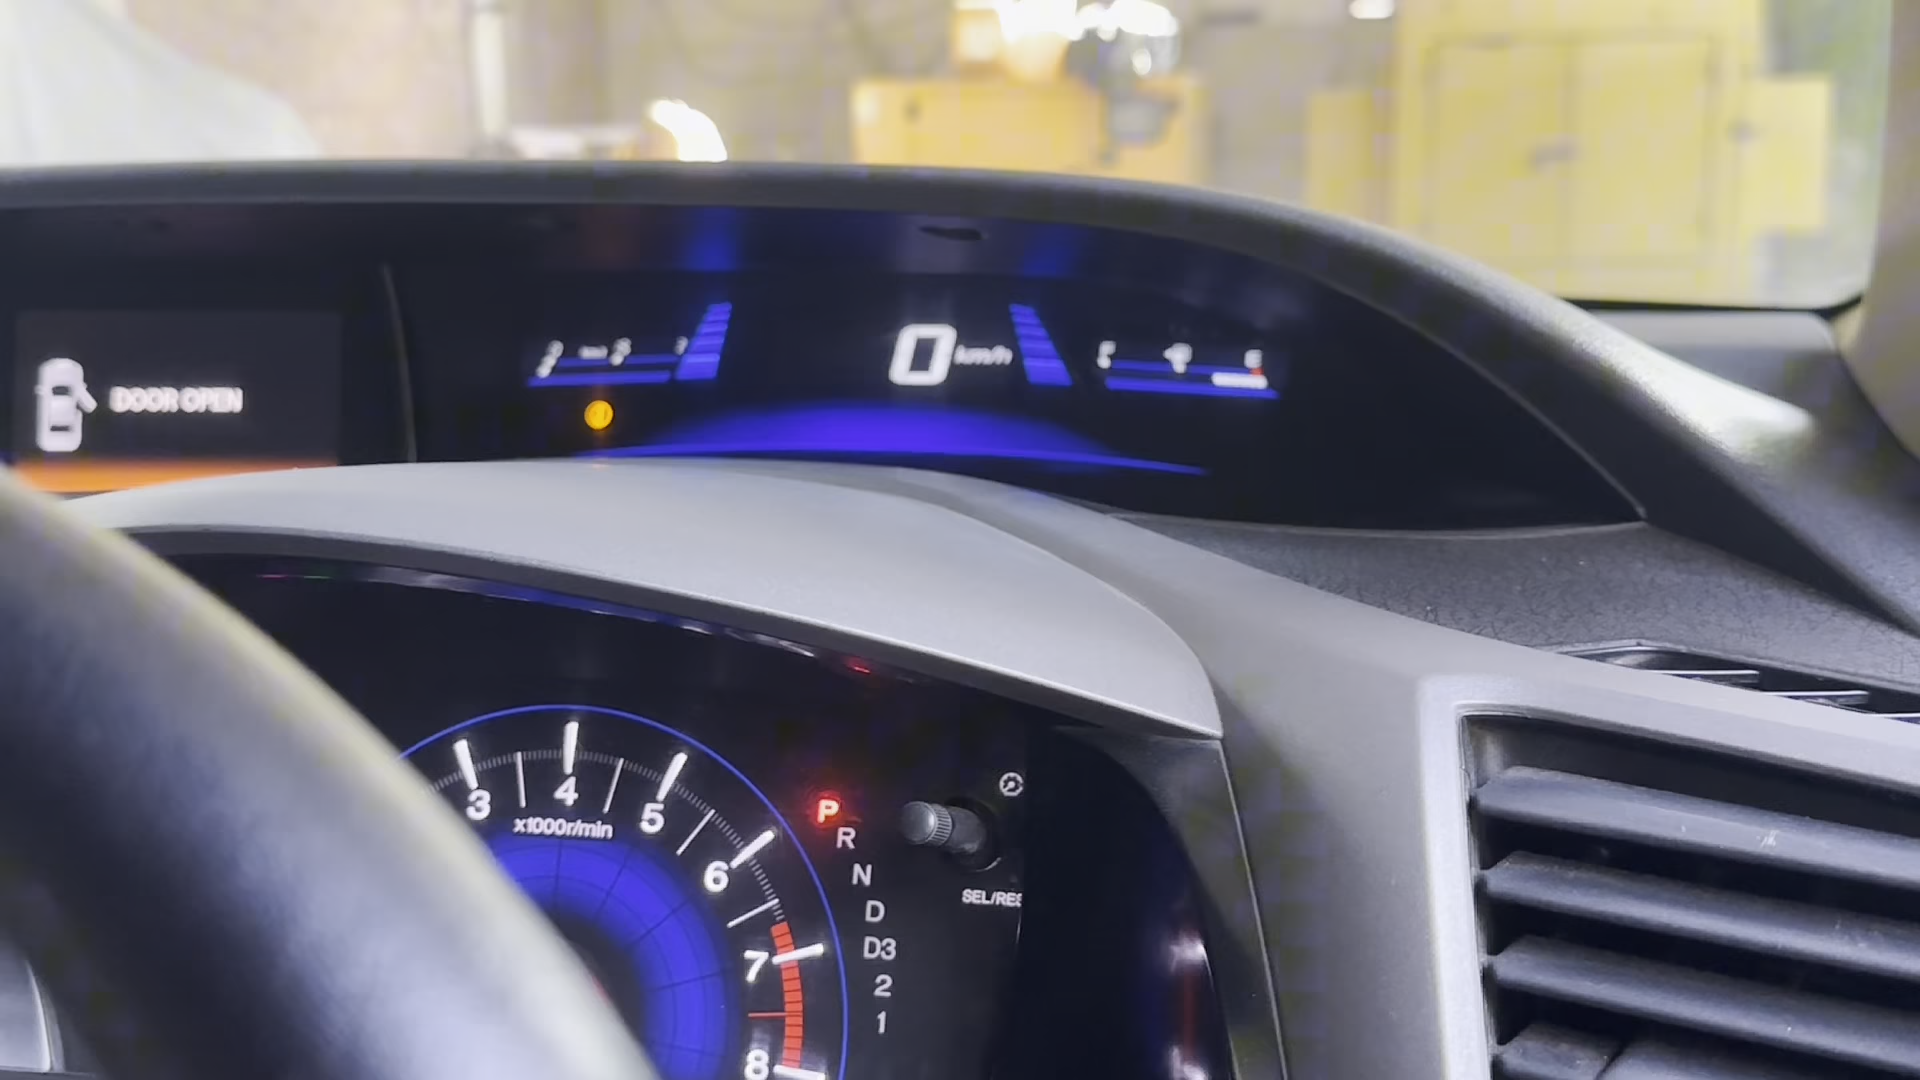 DOOR OPEN
0 km/h
F E
3 4 5 6 7 8
x1000r/min
P
R
N
D
D3
2
1
SEL/RES